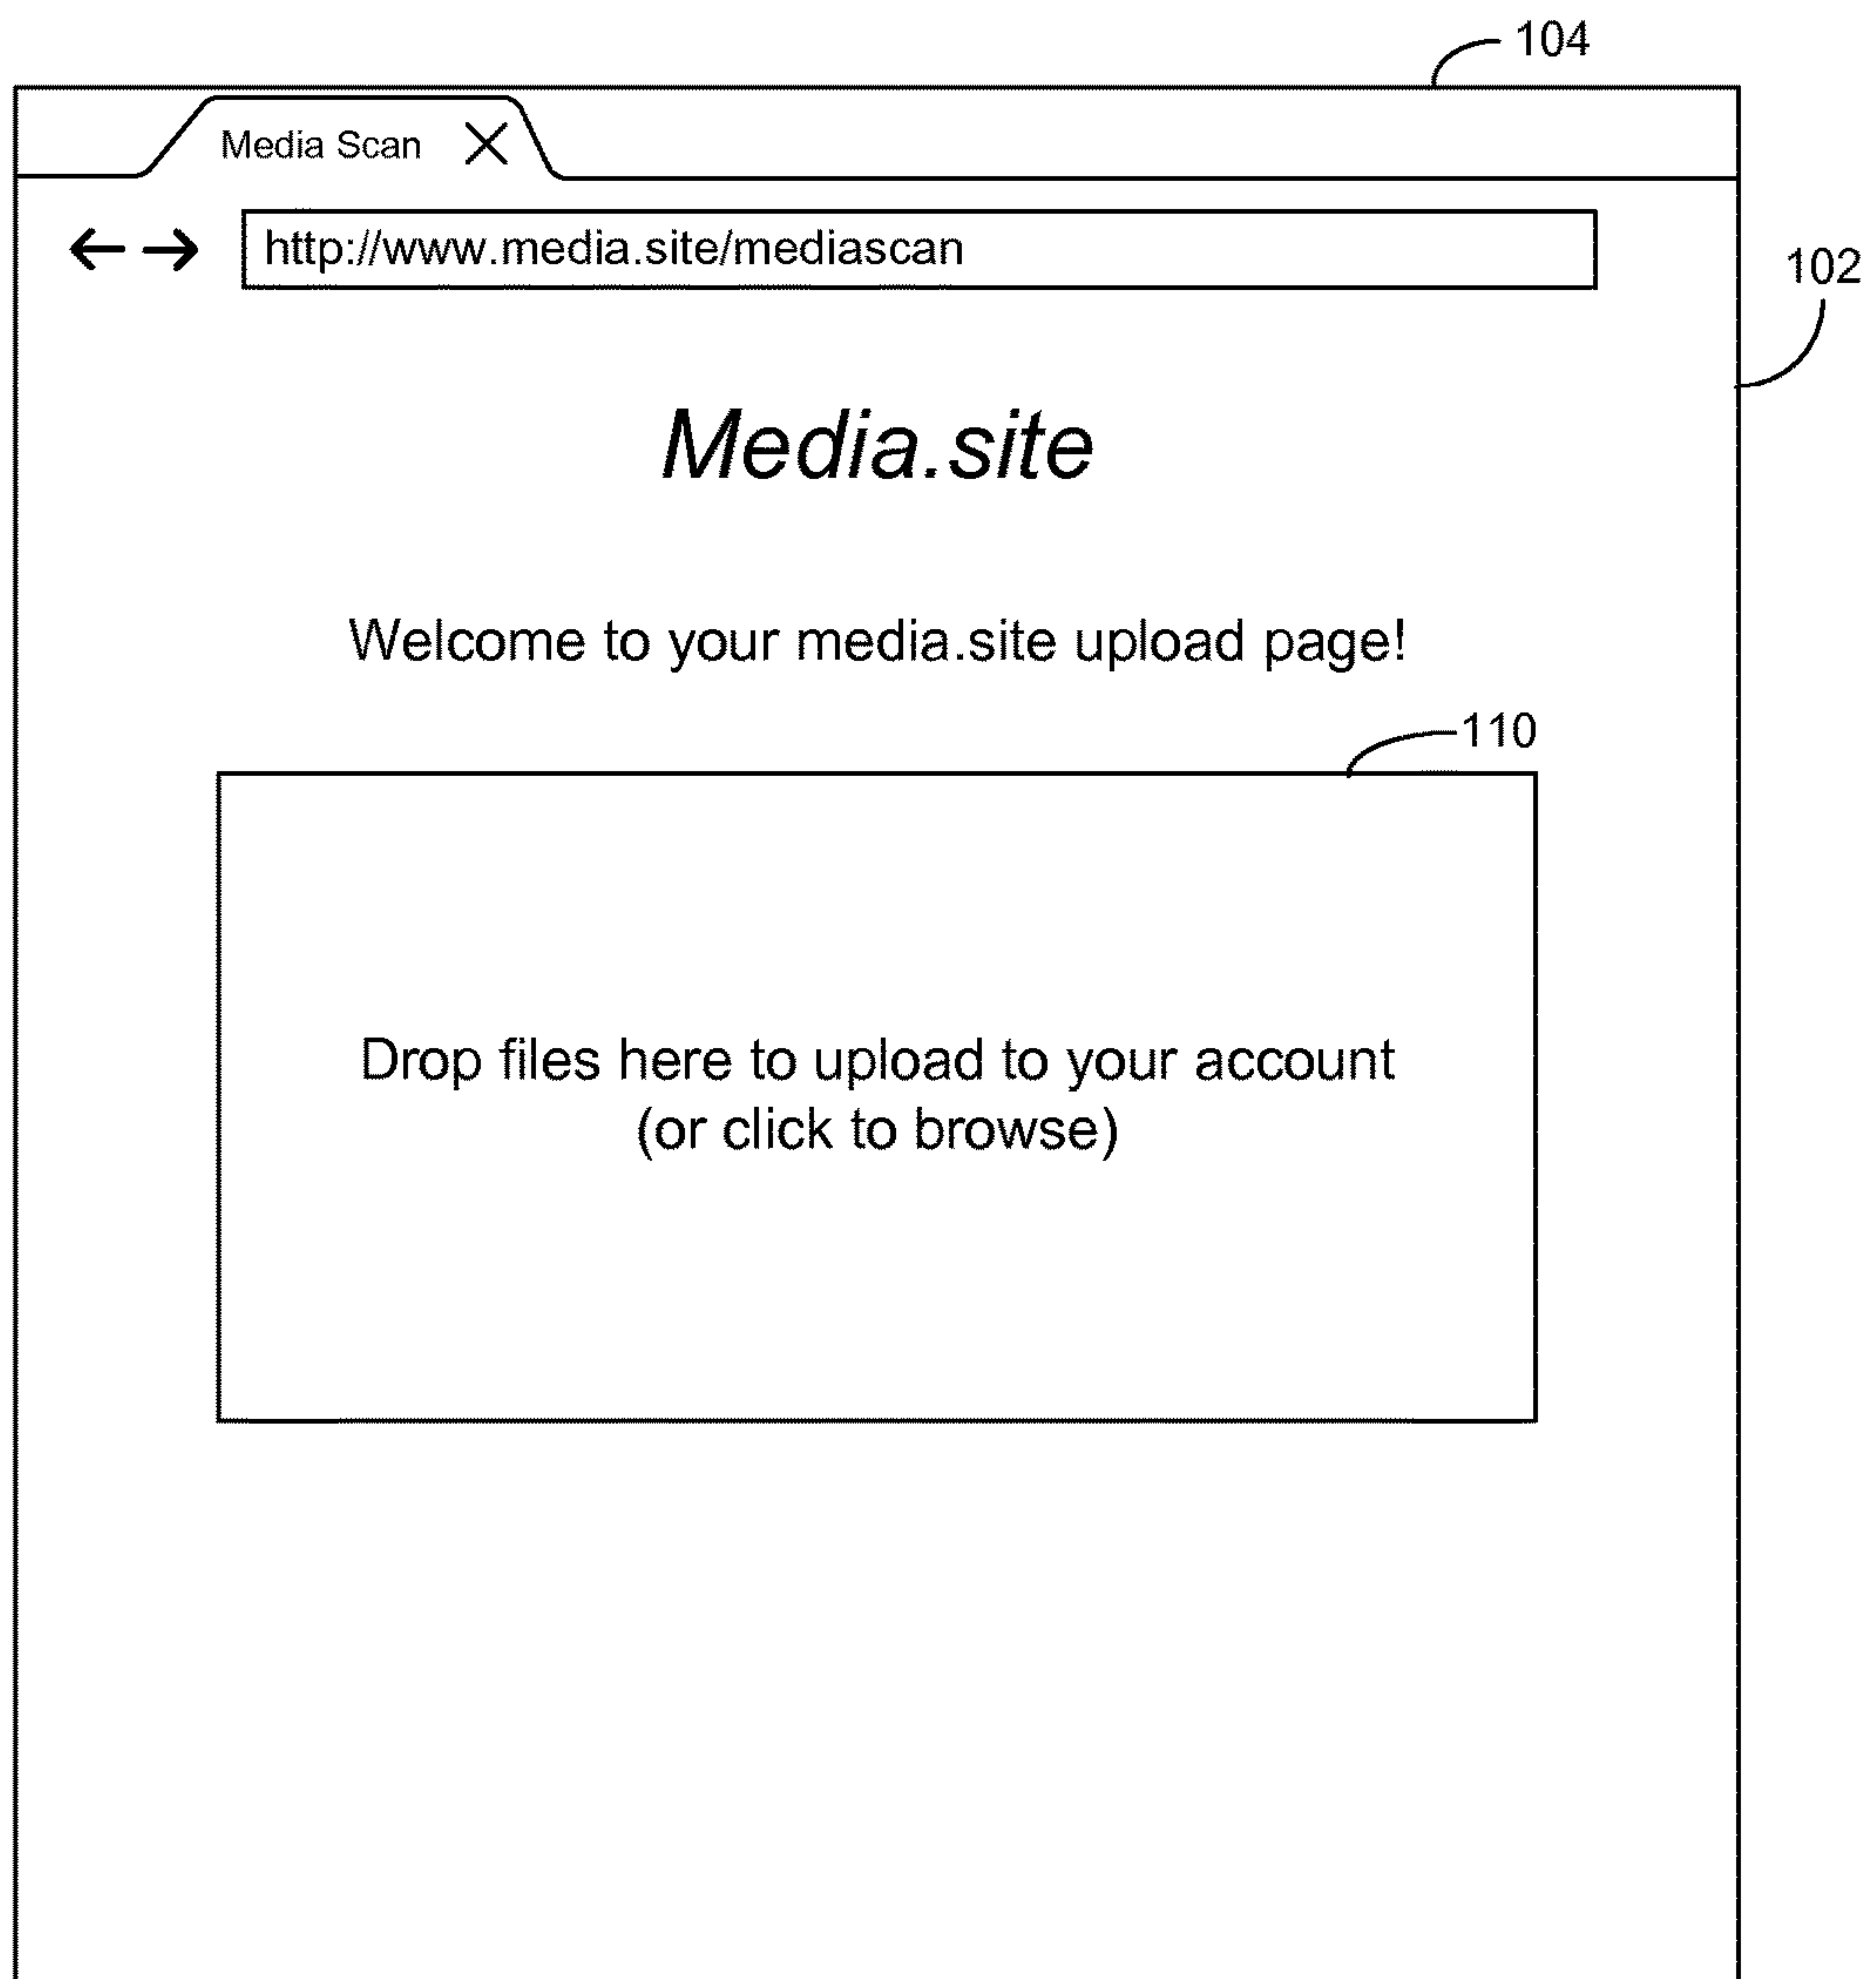 104
Media Scan
http://www.media.site/mediascan
102
Media.site
Welcome to your media.site upload page!
110
Drop files here to upload to your account
(or click to browse)